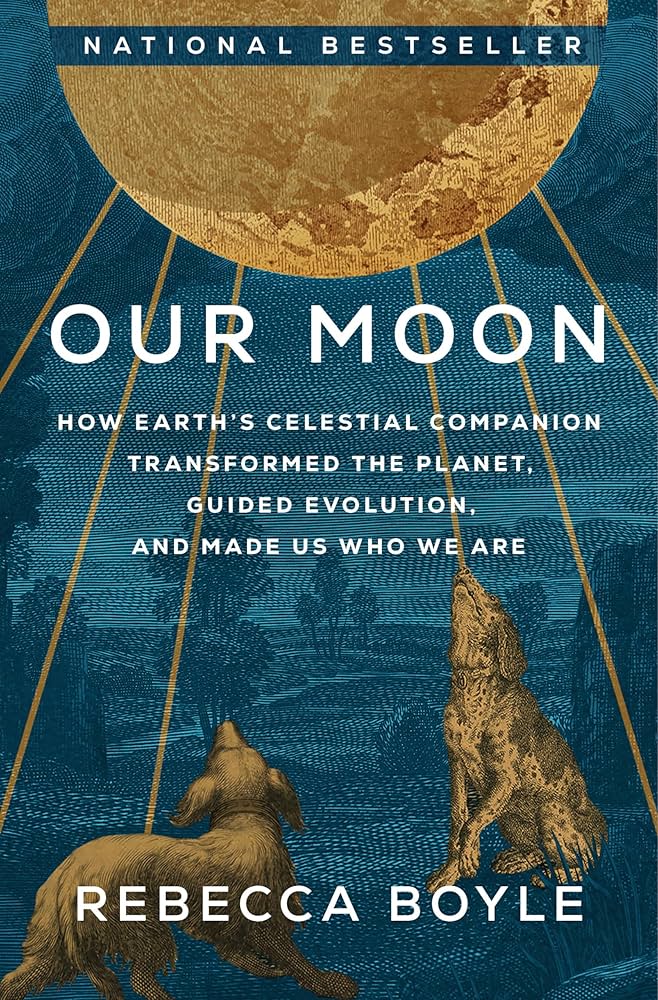 NATIONAL BESTSELLER
OUR MOON
HOW EARTH'S CELESTIAL COMPANION
TRANSFORMED THE PLANET,
GUIDED EVOLUTION,
AND MADE US WHO WE ARE
REBECCA BOYLE